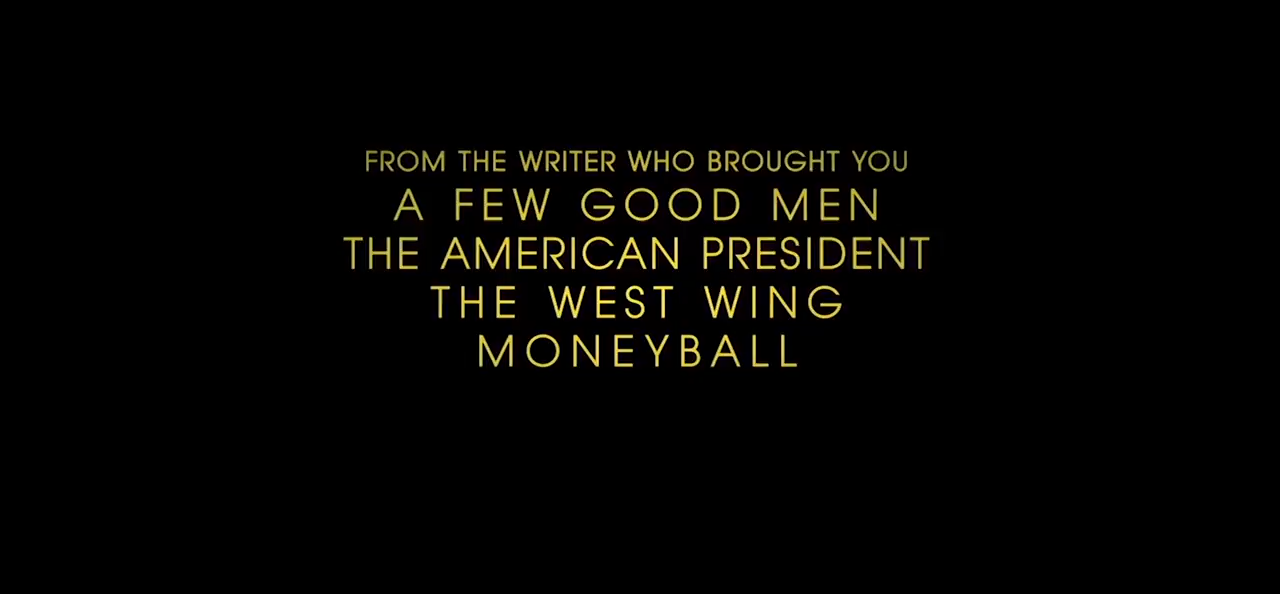 FROM THE WRITER WHO BROUGHT YOU
A FEW GOOD MEN
THE AMERICAN PRESIDENT
THE WEST WING
MONEYBALL